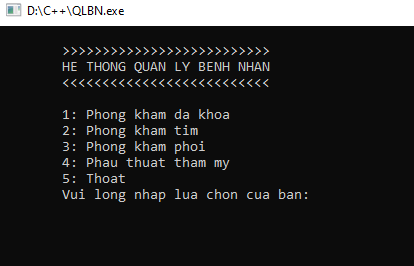 D:\C++\QLBN.exe
>>>>>>>>>>>>>>>>>>>>>>>>>>
HE THONG QUAN LY BENH NHAN
<<<<<<<<<<<<<<<<<<<<<<<<<<
1: Phong kham da khoa
2: Phong kham tim
3: Phong kham phoi
4: Phau thuat tham my
5: Thoat
Vui long nhap lua chon cua ban: